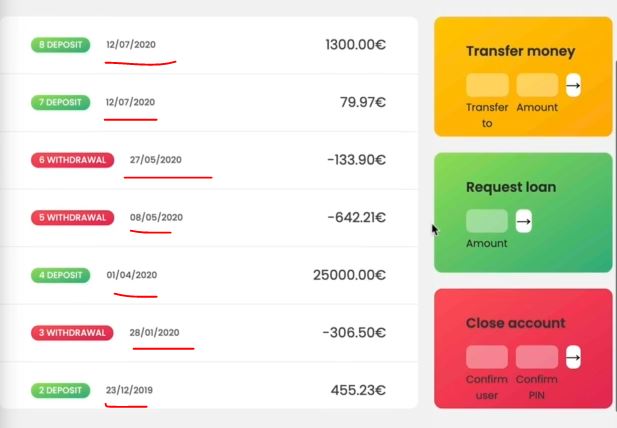 8 DEPOSIT 12/07/2020 1300.00€
7 DEPOSIT 12/07/2020 79.97€
6 WITHDRAWAL 27/05/2020 -133.90€
5 WITHDRAWAL 08/05/2020 -642.21€
4 DEPOSIT 01/04/2020 25000.00€
3 WITHDRAWAL 28/01/2020 -306.50€
2 DEPOSIT 23/12/2019 455.23€
Transfer money
→
Transfer to Amount
Request loan
→
Amount
Close account
→
Confirm user Confirm PIN